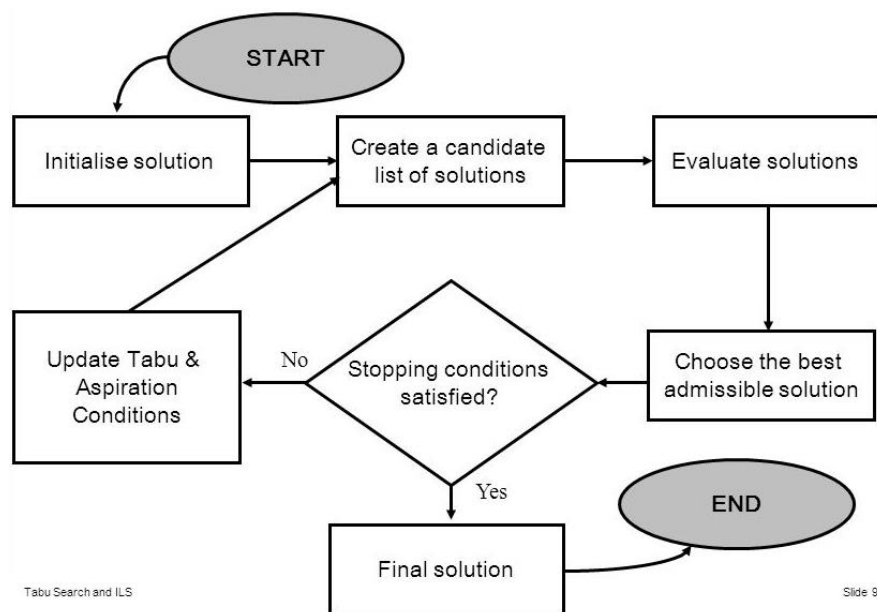 START
Initialise solution
Create a candidate
list of solutions
Evaluate solutions
Choose the best
admissible solution
Stopping conditions
satisfied?
No
Update Tabu &
Aspiration
Conditions
Yes
Final solution
END
Tabu Search and ILS
Slide 9